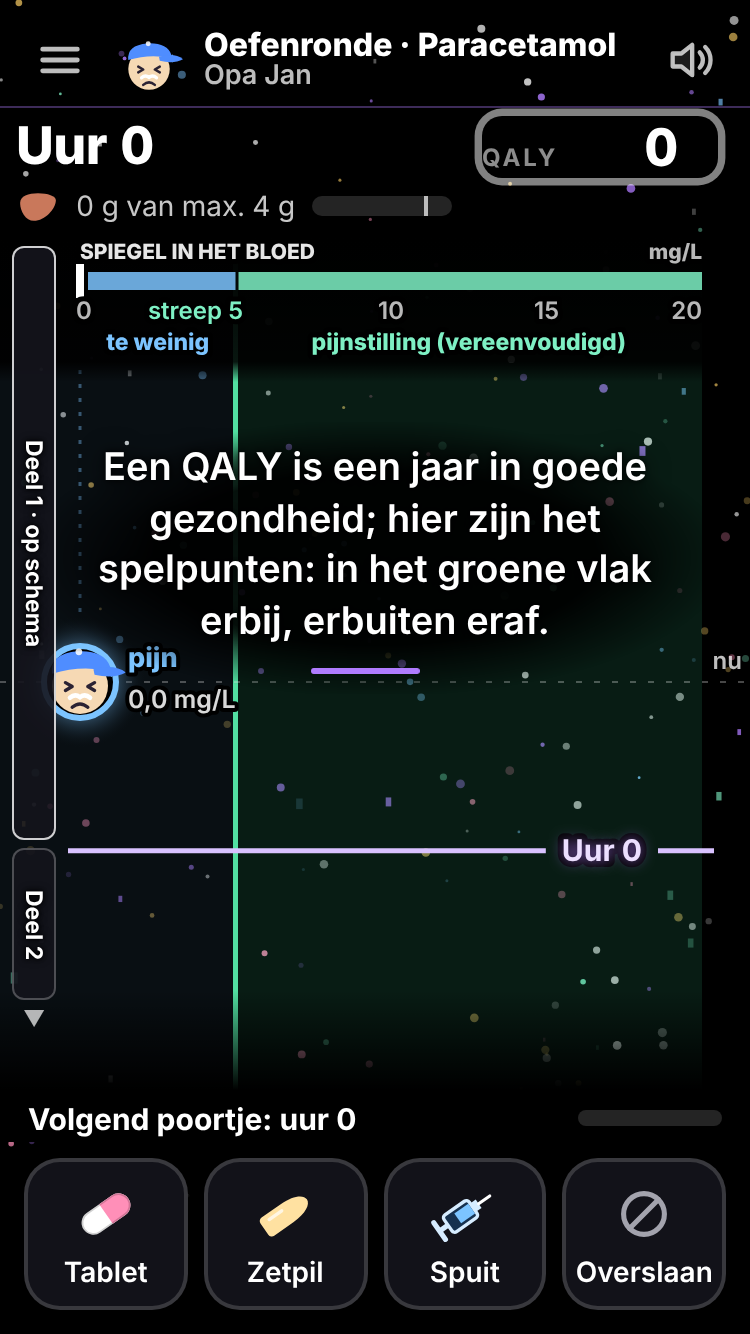 Oefenronde · Paracetamol
Opa Jan
Uur 0
QALY 0
0 g van max. 4 g
SPIEGEL IN HET BLOED mg/L
0 streep 5 10 15 20
te weinig pijnstilling (vereenvoudigd)
Deel 1 · op schema
Een QALY is een jaar in goede
gezondheid; hier zijn het
spelpunten: in het groene vlak
erbij, erbuiten eraf.
pijn
nu
0,0 mg/L
Uur 0
Deel 2
Volgend poortje: uur 0
Tablet Zetpil Spuit Overslaan